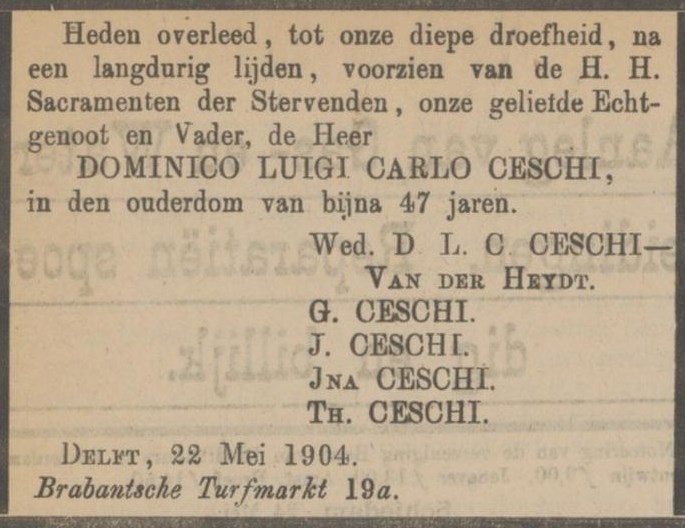 Heden overleed, tot onze diepe droefheid, na
een langdurig lijden, voorzien van de H. H.
Sacramenten der Stervenden, onze geliefde Echt-
genoot en Vader, de Heer
DOMINICO LUIGI CARLO CESCHI,
in den ouderdom van bijna 47 jaren.
Wed. D L. C CESCHI—
VAN DER HEYDT.
G. CESCHI.
J. CESCHI.
JNA CESCHI.
TH. CESCHI.
DELFT, 22 Mei 1904.
Brabantsche Turfmarkt 19a.